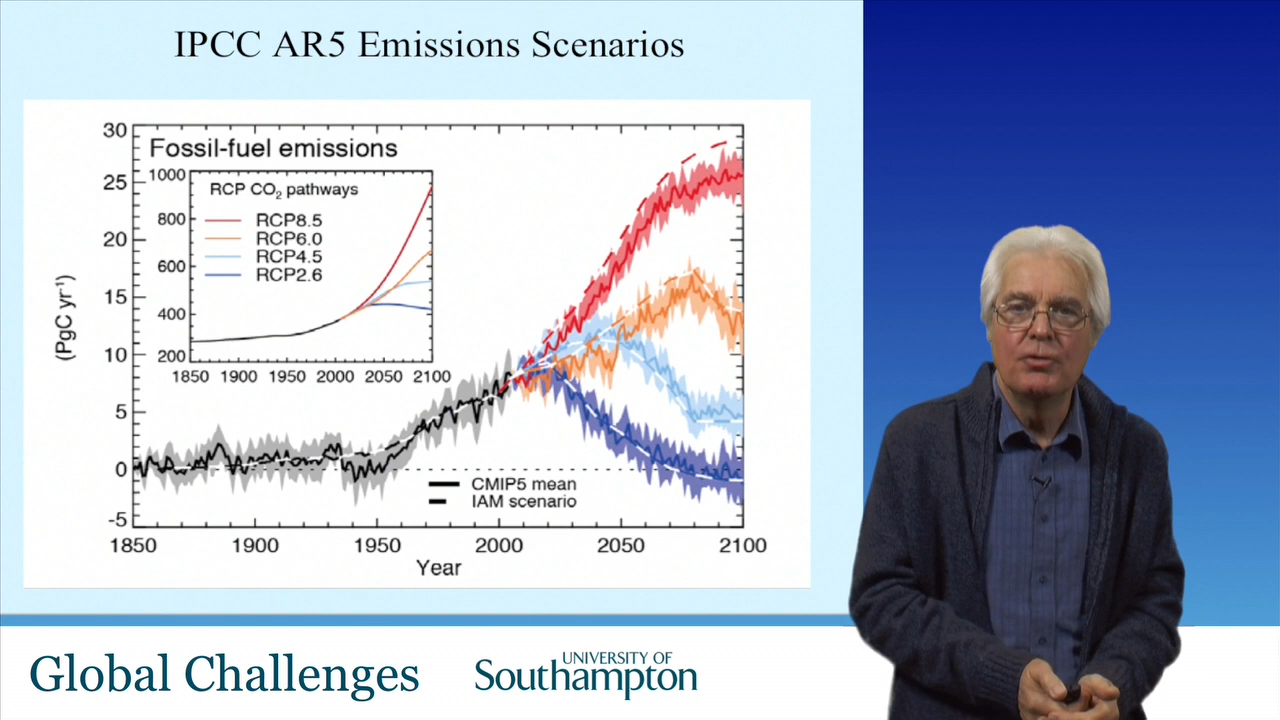 IPCC AR5 Emissions Scenarios
Fossil-fuel emissions
RCP CO₂ pathways
RCP8.5
RCP6.0
RCP4.5
RCP2.6
1000
800
600
400
200
1850 1900 1950 2000 2050 2100
30
25
20
15
10
5
0
-5
(PgC yr⁻¹)
CMIP5 mean
IAM scenario
1850 1900 1950 2000 2050 2100
Year
Global Challenges
UNIVERSITY OF
Southampton